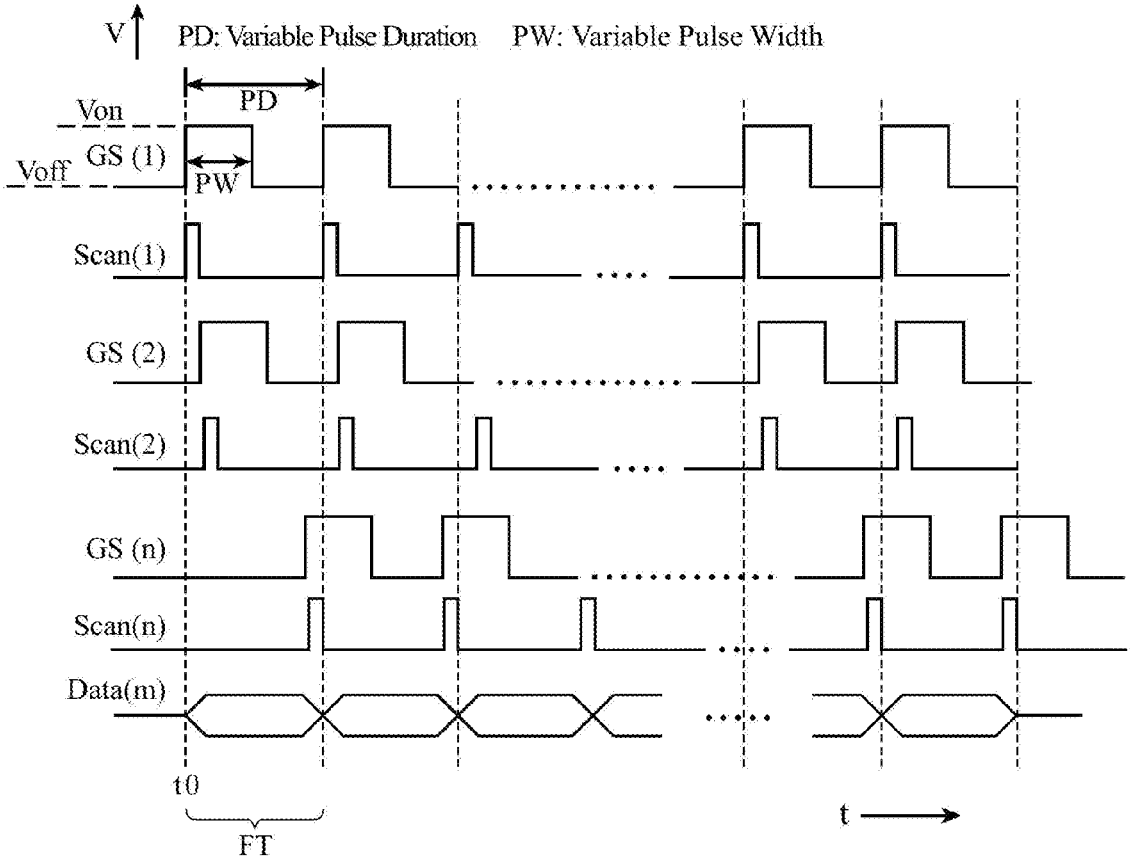 V PD: Variable Pulse Duration PW: Variable Pulse Width
PD
Von
GS (1)
Voff
PW
Scan(1)
GS (2)
Scan(2)
GS (n)
Scan(n)
Data(m)
t0
t
FT